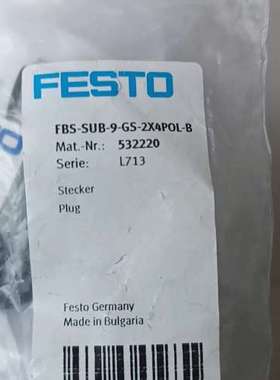 FESTO
FBS-SUB-9-GS-2X4POL-B
Mat.-Nr.: 532220
Serie: L713
Stecker
Plug
Festo Germany
Made in Bulgaria